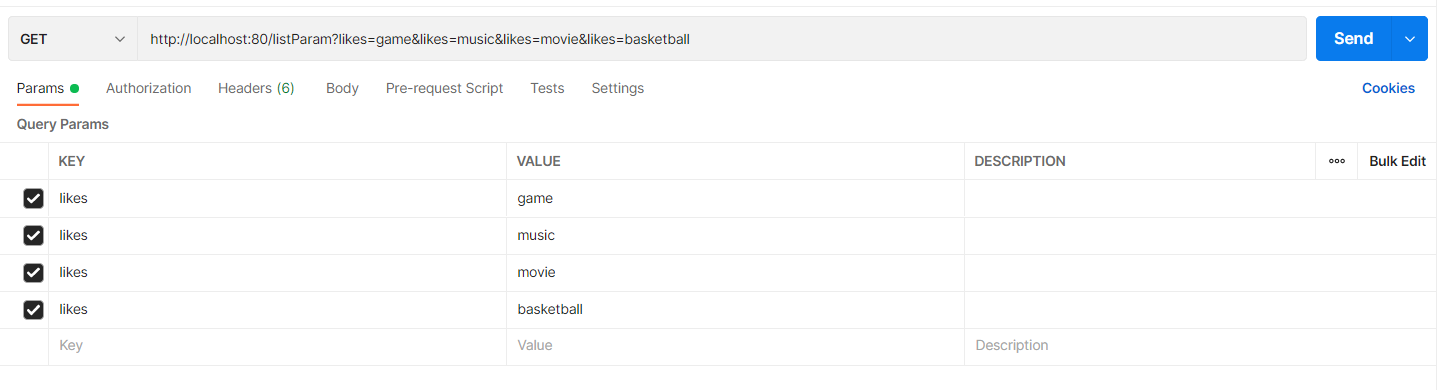 GET http://localhost:80/listParam?likes=game&likes=music&likes=movie&likes=basketball Send
Params Authorization Headers (6) Body Pre-request Script Tests Settings Cookies
Query Params
KEY VALUE DESCRIPTION ooo Bulk Edit
likes game
likes music
likes movie
likes basketball
Key Value Description